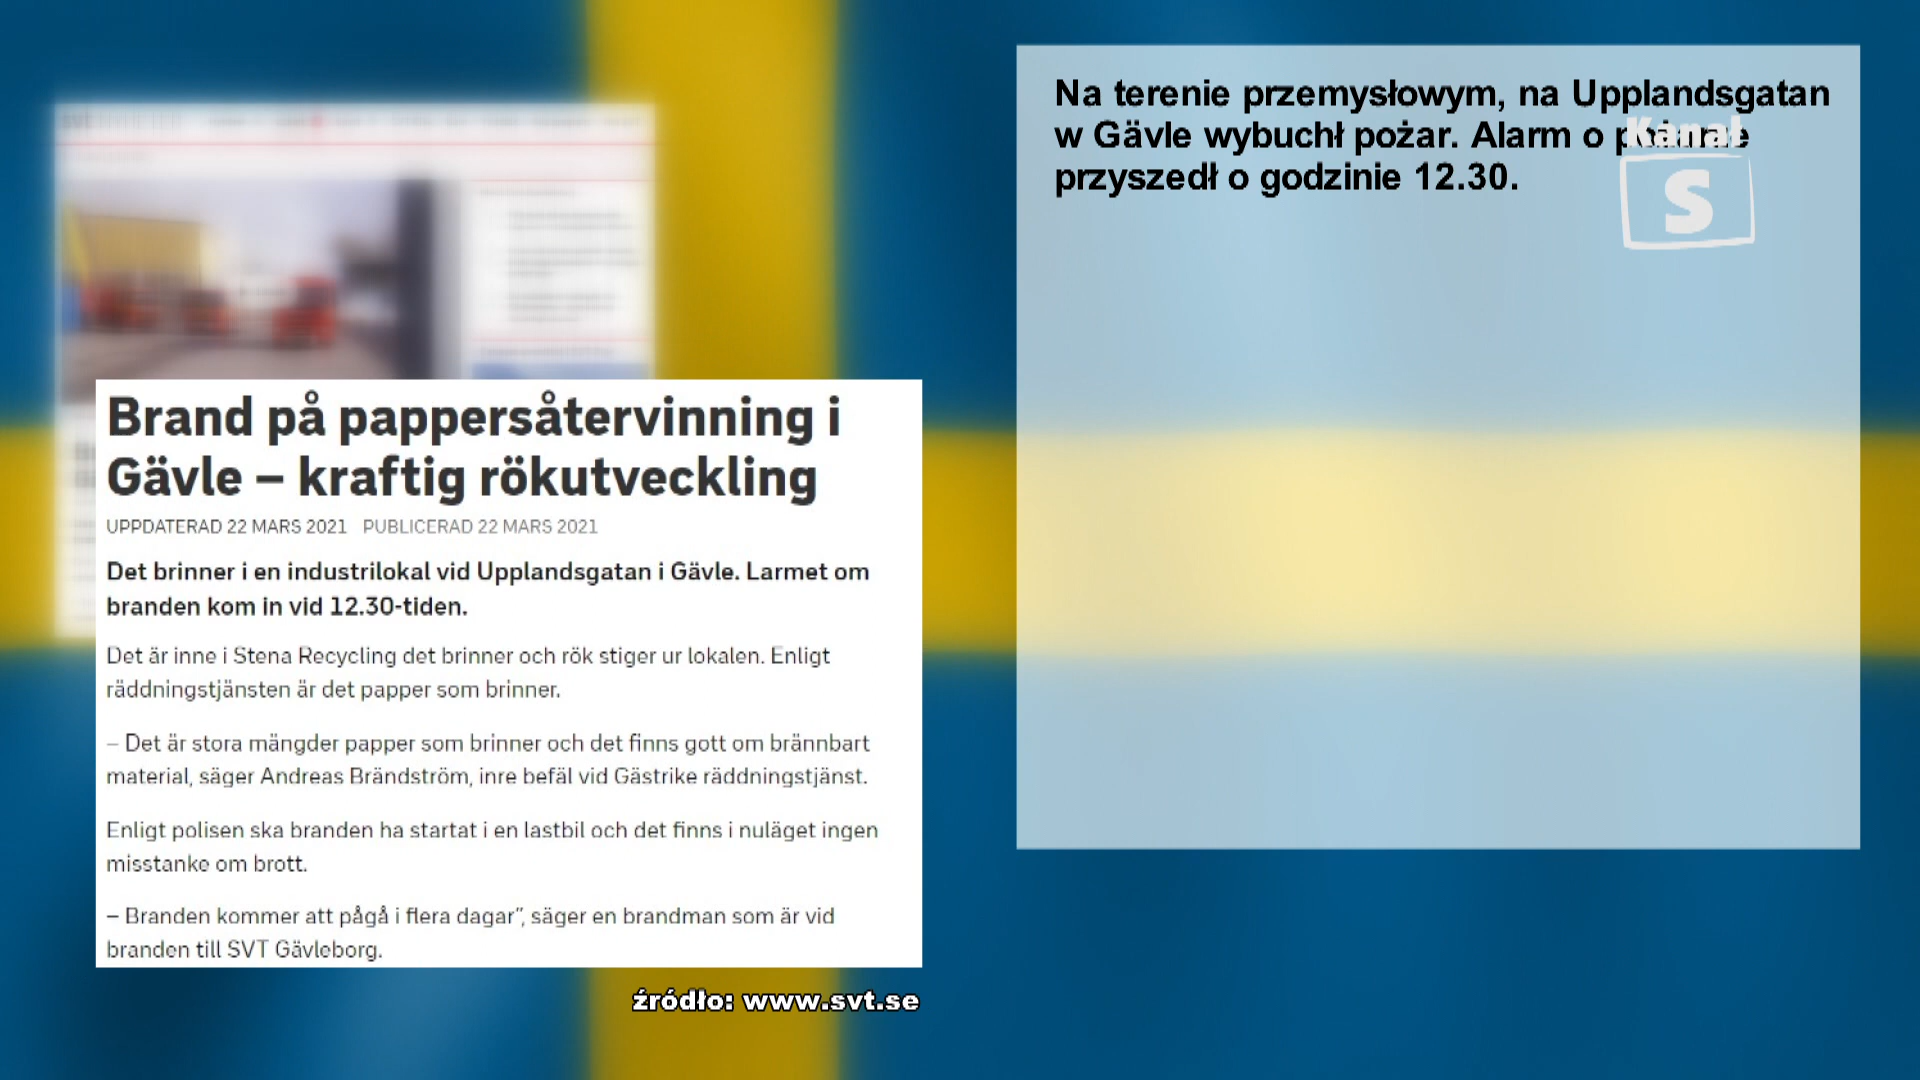 Brand på pappersåtervinning i
Gävle – kraftig rökutveckling
UPPDATERAD 22 MARS 2021 PUBLICERAD 22 MARS 2021
Det brinner i en industrilokal vid Upplandsgatan i Gävle. Larmet om
branden kom in vid 12.30-tiden.
Det är inne i Stena Recycling det brinner och rök stiger ur lokalen. Enligt
räddningstjänsten är det papper som brinner.
– Det är stora mängder papper som brinner och det finns gott om brännbart
material, säger Andreas Brändström, inre befäl vid Gästrike räddningstjänst.
Enligt polisen ska branden ha startat i en lastbil och det finns i nuläget ingen
misstanke om brott.
– Branden kommer att pågå i flera dagar”, säger en brandman som är vid
branden till SVT Gävleborg.
źródło: www.svt.se
Na terenie przemysłowym, na Upplandsgatan
w Gävle wybuchł pożar. Alarm o
przyszedł o godzinie 12.30.
Kanał
S